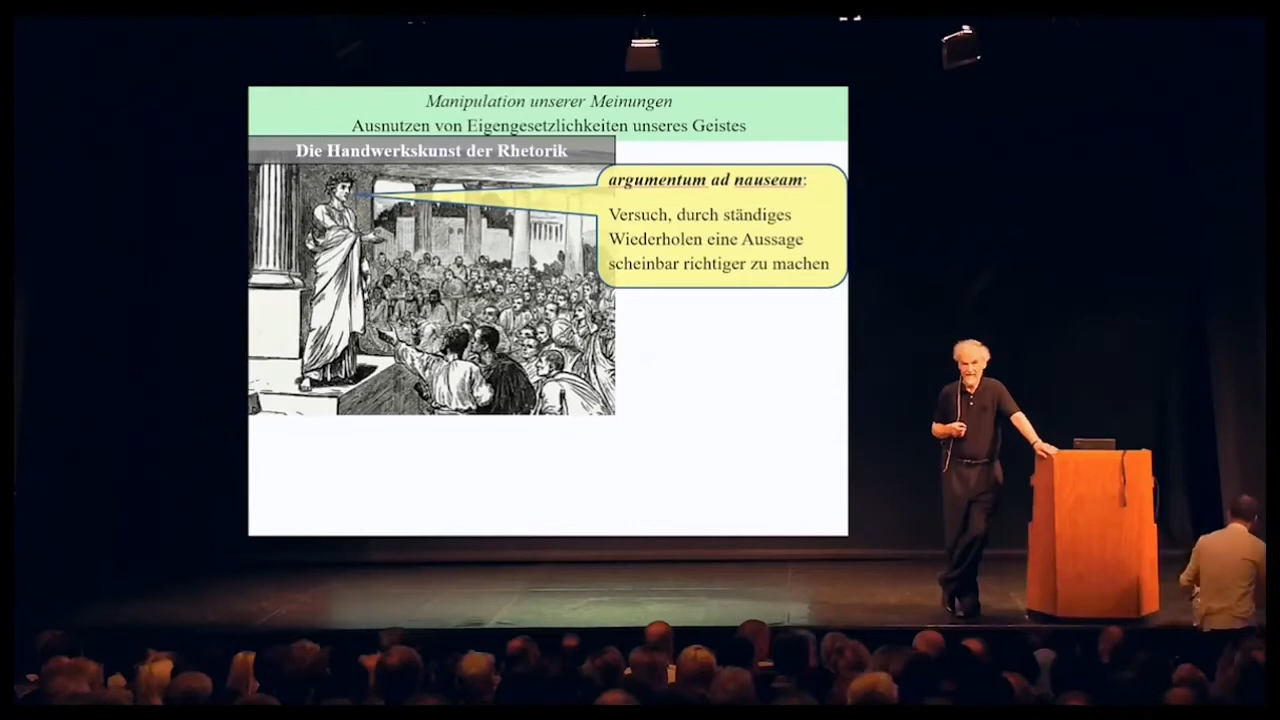 Manipulation unserer Meinungen
Ausnutzen von Eigengesetzlichkeiten unseres Geistes
Die Handwerkskunst der Rhetorik
argumentum ad nauseam:
Versuch, durch ständiges
Wiederholen eine Aussage
scheinbar richtiger zu machen